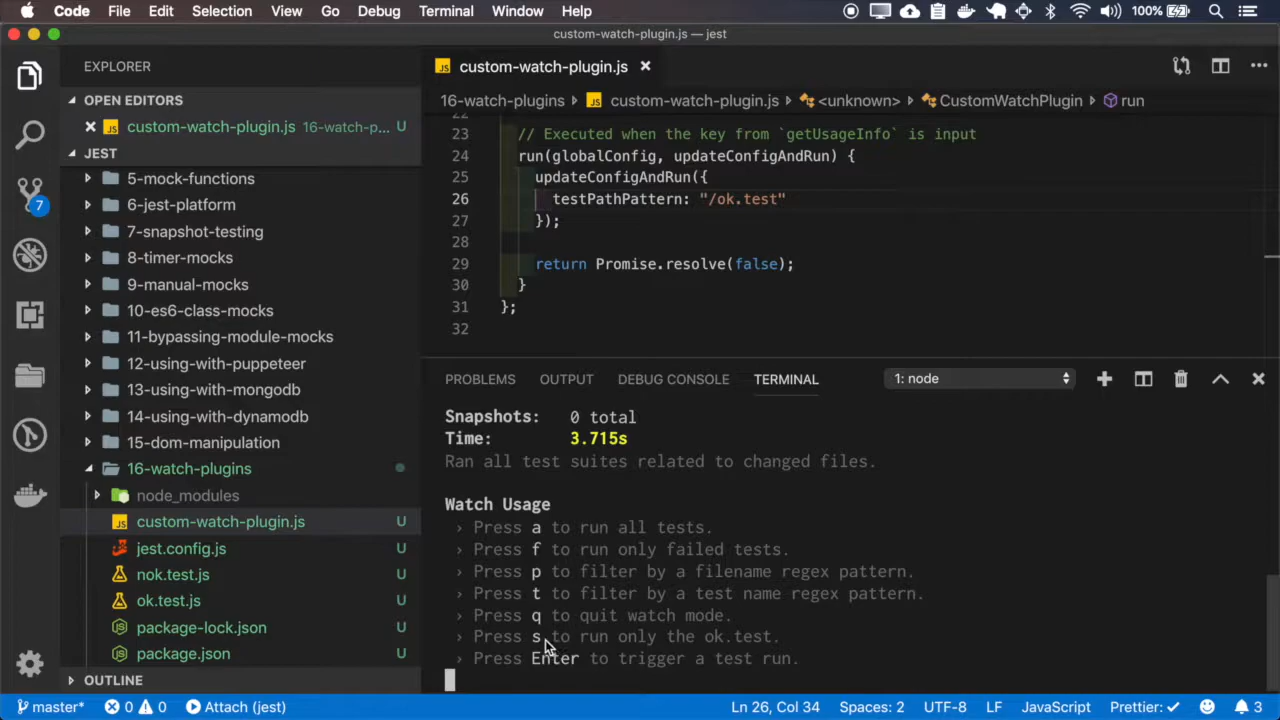 Code File Edit Selection View Go Debug Terminal Window Help 100%
custom-watch-plugin.js — jest
EXPLORER
OPEN EDITORS
custom-watch-plugin.js 16-watch-p... U
JEST
5-mock-functions
6-jest-platform
7-snapshot-testing
8-timer-mocks
9-manual-mocks
10-es6-class-mocks
11-bypassing-module-mocks
12-using-with-puppeteer
13-using-with-mongodb
14-using-with-dynamodb
15-dom-manipulation
16-watch-plugins
node_modules
JS custom-watch-plugin.js U
jest.config.js U
nok.test.js U
ok.test.js U
package-lock.json U
package.json U
OUTLINE
7
JS custom-watch-plugin.js
16-watch-plugins JS custom-watch-plugin.js <unknown> CustomWatchPlugin run
22
23 // Executed when the key from `getUsageInfo` is input
24 run(globalConfig, updateConfigAndRun) {
25 updateConfigAndRun({
26 testPathPattern: "/ok.test"
27 });
28
29 return Promise.resolve(false);
30 }
31 };
32
PROBLEMS OUTPUT DEBUG CONSOLE TERMINAL 1: node
Snapshots: 0 total
Time: 3.715s
Ran all test suites related to changed files.
Watch Usage
› Press a to run all tests.
› Press f to run only failed tests.
› Press p to filter by a filename regex pattern.
› Press t to filter by a test name regex pattern.
› Press q to quit watch mode.
› Press s to run only the ok.test.
› Press Enter to trigger a test run.
master* 0 0 Attach (jest) Ln 26, Col 34 Spaces: 2 UTF-8 LF JavaScript Prettier: ✓ 3